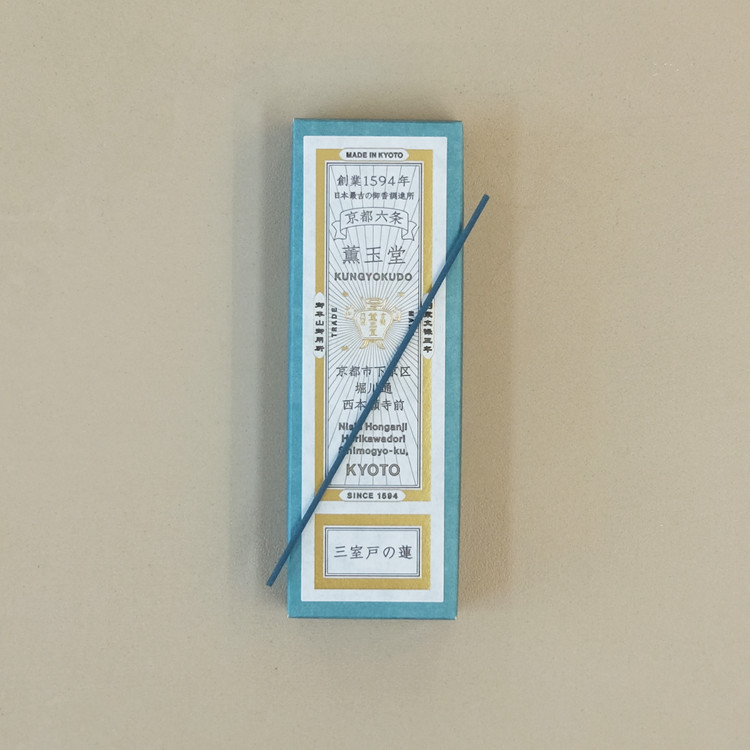 MADE IN KYOTO
創業1594年
日本最古の御香調進所
京都六条
薫玉堂
KUNGYOKUDO
TRADE
京都市下京区
堀川通
西本願寺前
Nishi Honganji
Horikawadori
Shimogyo-ku,
KYOTO
SINCE 1594
三室戸の蓮